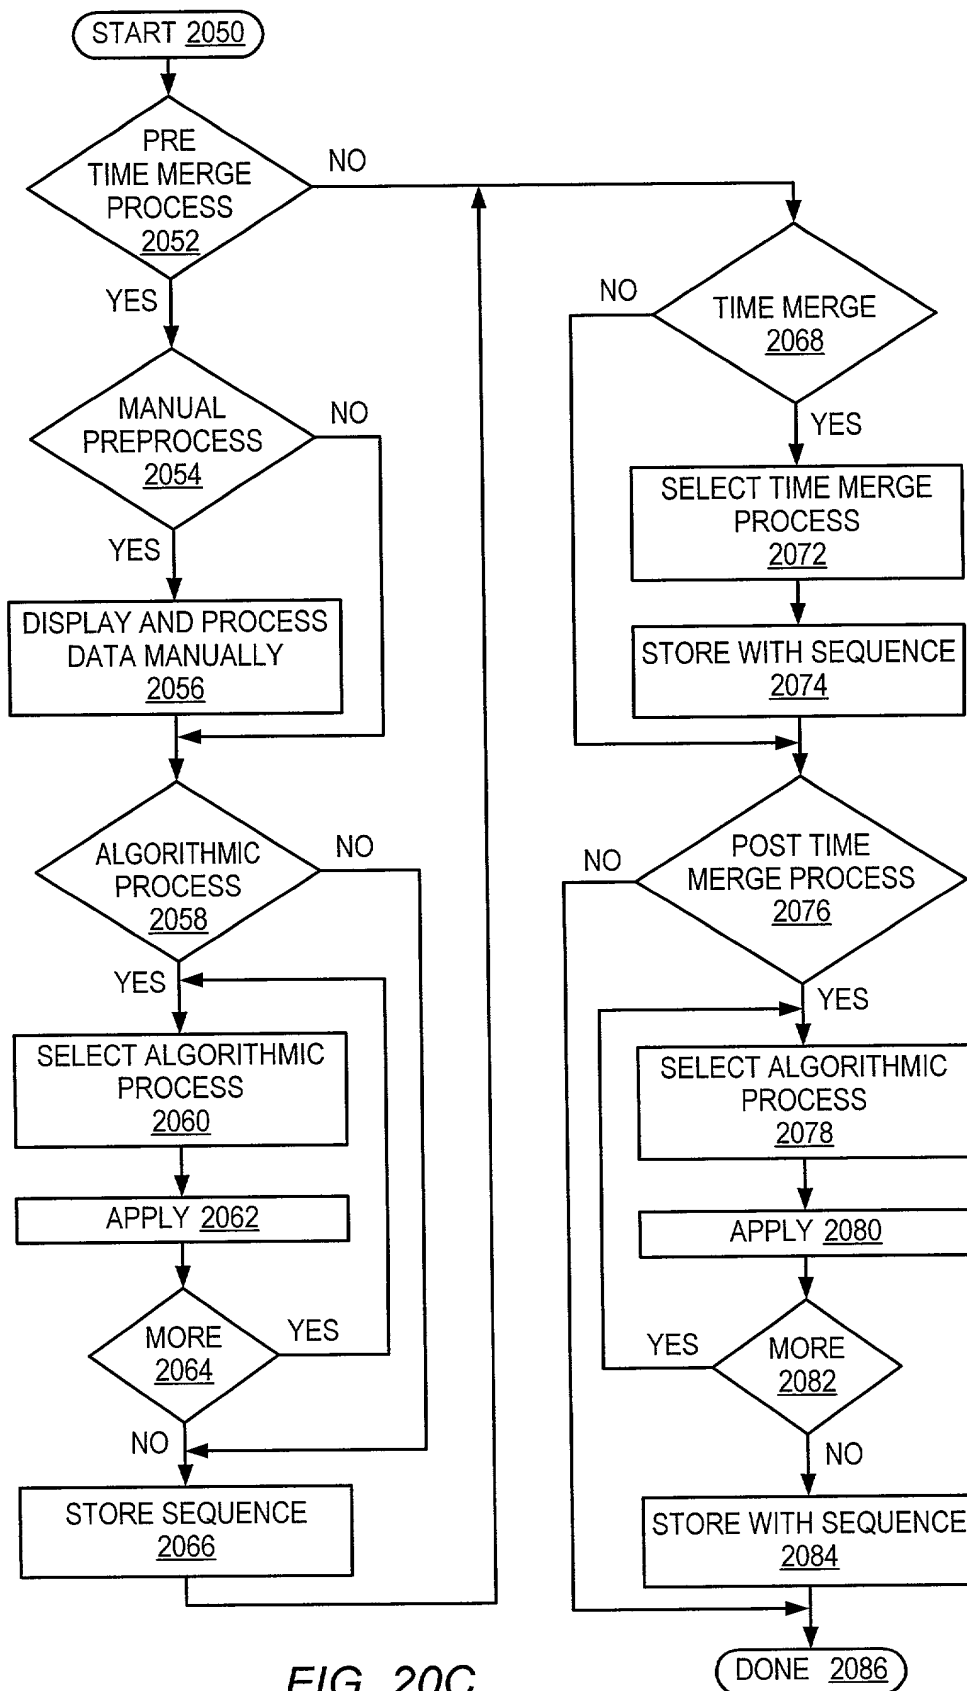 START 2050
PRE
TIME MERGE
PROCESS
2052
NO
YES
MANUAL
PREPROCESS
2054
NO
YES
DISPLAY AND PROCESS
DATA MANUALLY
2056
ALGORITHMIC
PROCESS
2058
NO
YES
SELECT ALGORITHMIC
PROCESS
2060
APPLY 2062
MORE
2064
YES
NO
STORE SEQUENCE
2066
TIME MERGE
2068
NO
YES
SELECT TIME MERGE
PROCESS
2072
STORE WITH SEQUENCE
2074
POST TIME
MERGE PROCESS
2076
NO
YES
SELECT ALGORITHMIC
PROCESS
2078
APPLY 2080
MORE
2082
YES
NO
STORE WITH SEQUENCE
2084
DONE 2086
FIG. 20C